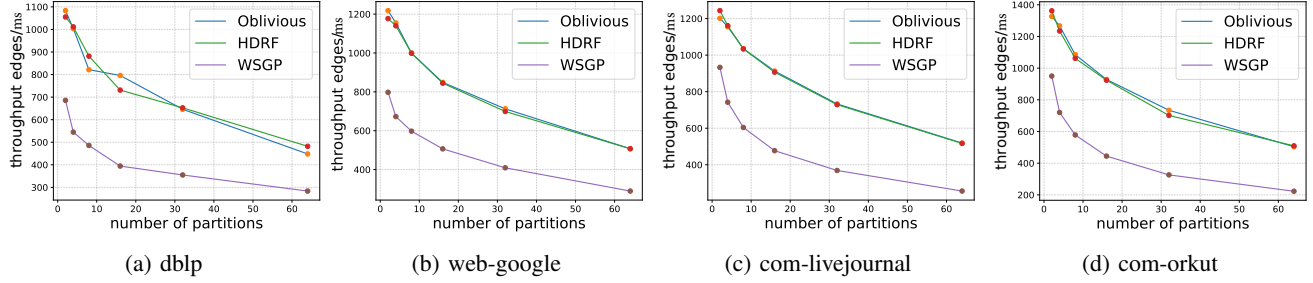 throughput edges/ms
1100
1000
900
800
700
600
500
400
300
0 10 20 30 40 50 60
number of partitions
Oblivious
HDRF
WSGP
(a) dblp
throughput edges/ms
1200
1000
800
600
400
0 10 20 30 40 50 60
number of partitions
Oblivious
HDRF
WSGP
(b) web-google
throughput edges/ms
1200
1000
800
600
400
0 10 20 30 40 50 60
number of partitions
Oblivious
HDRF
WSGP
(c) com-livejournal
throughput edges/ms
1400
1200
1000
800
600
400
200
0 10 20 30 40 50 60
number of partitions
Oblivious
HDRF
WSGP
(d) com-orkut